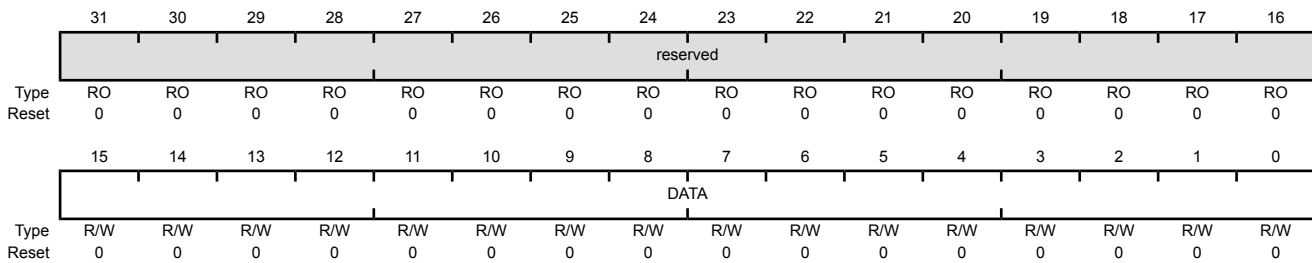 31 30 29 28 27 26 25 24 23 22 21 20 19 18 17 16
reserved
Type RO RO RO RO RO RO RO RO RO RO RO RO RO RO RO RO
Reset 0 0 0 0 0 0 0 0 0 0 0 0 0 0 0 0
15 14 13 12 11 10 9 8 7 6 5 4 3 2 1 0
DATA
Type R/W R/W R/W R/W R/W R/W R/W R/W R/W R/W R/W R/W R/W R/W R/W R/W
Reset 0 0 0 0 0 0 0 0 0 0 0 0 0 0 0 0